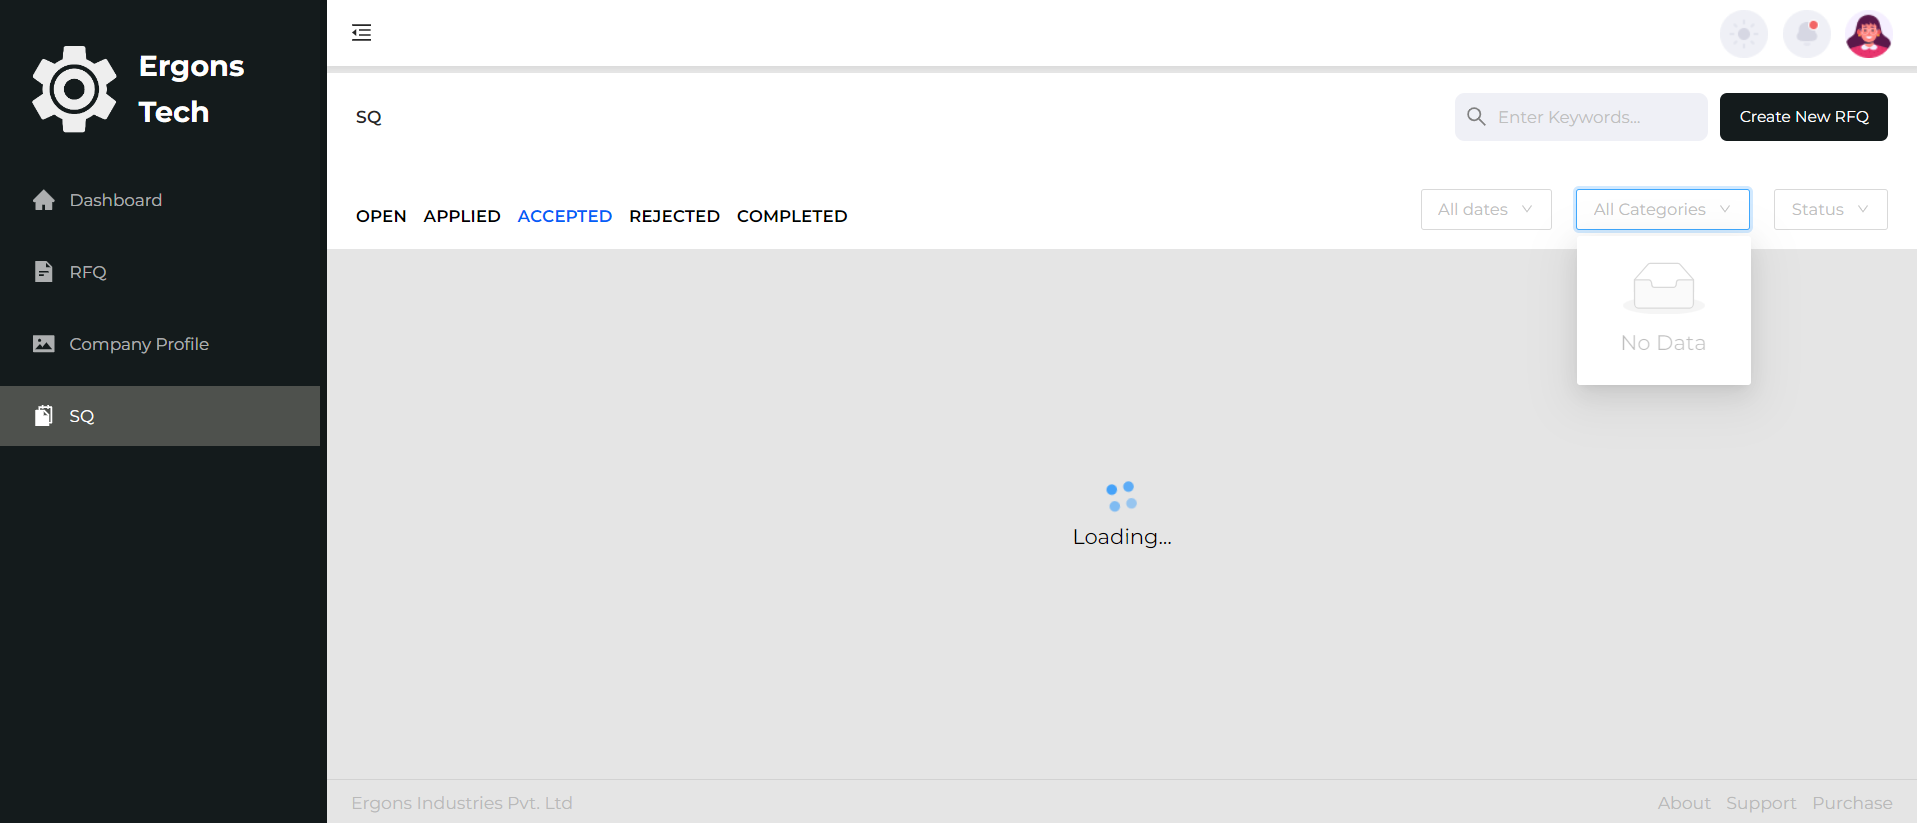 Ergons
Tech
Dashboard
RFQ
Company Profile
SQ
SQ
Enter Keywords...
Create New RFQ
OPEN APPLIED ACCEPTED REJECTED COMPLETED
All dates
All Categories
Status
No Data
Loading...
Ergons Industries Pvt. Ltd
About Support Purchase